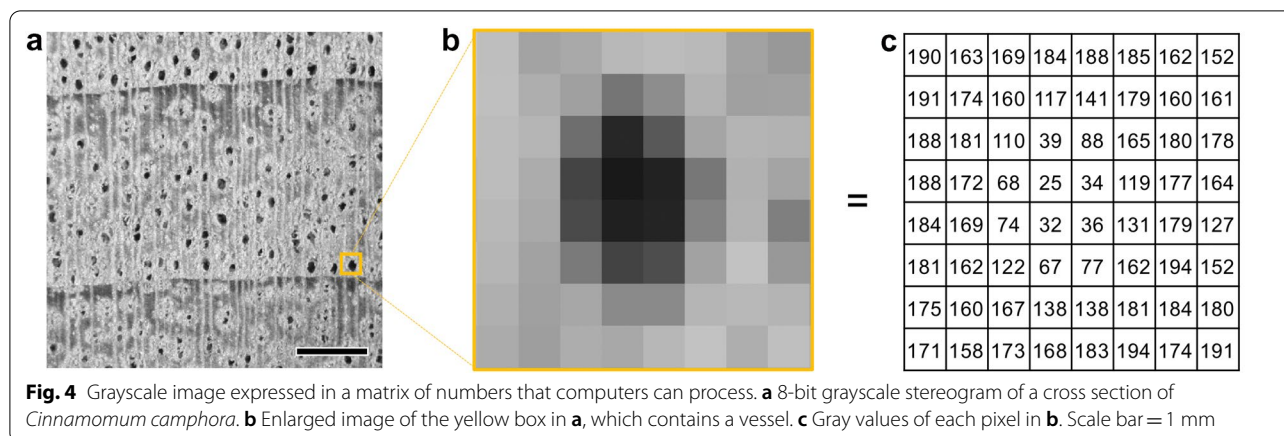 a
b
c
190 163 169 184 188 185 162 152
191 174 160 117 141 179 160 161
188 181 110 39 88 165 180 178
188 172 68 25 34 119 177 164
=
184 169 74 32 36 131 179 127
181 162 122 67 77 162 194 152
175 160 167 138 138 181 184 180
171 158 173 168 183 194 174 191
Fig. 4 Grayscale image expressed in a matrix of numbers that computers can process. a 8-bit grayscale stereogram of a cross section of
Cinnamomum camphora. b Enlarged image of the yellow box in a, which contains a vessel. c Gray values of each pixel in b. Scale bar = 1 mm